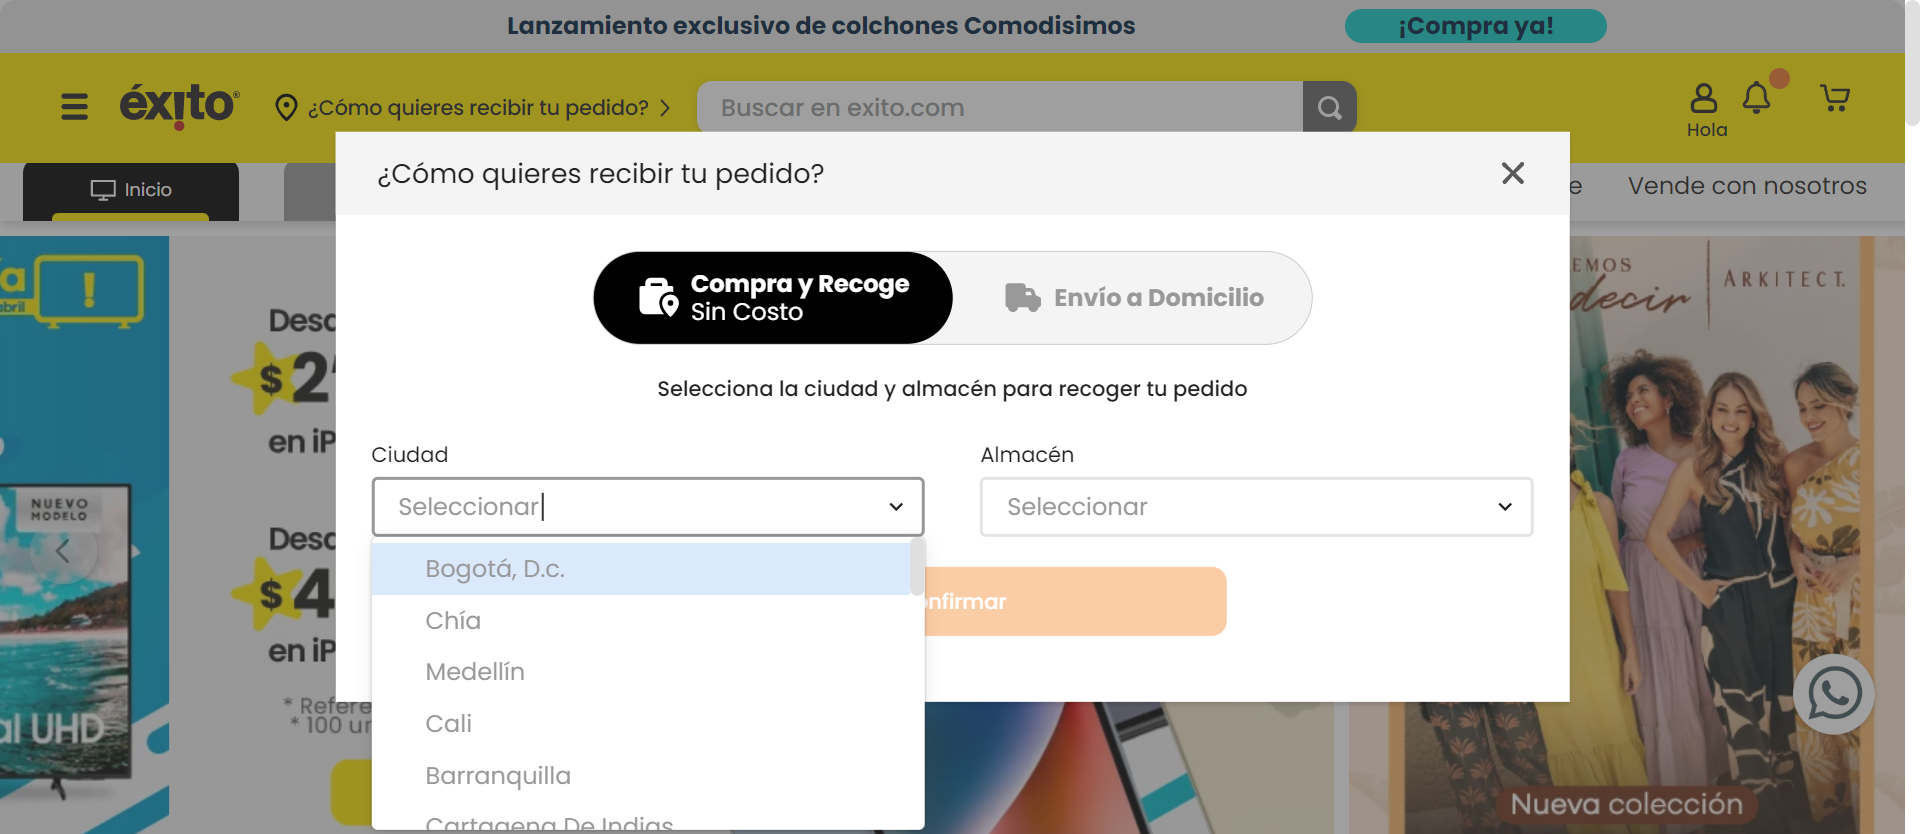 Lanzamiento exclusivo de colchones Comodisimos
¡Compra ya!
éxito
¿Cómo quieres recibir tu pedido?
Buscar en exito.com
Hola
Inicio
Vende con nosotros
¿Cómo quieres recibir tu pedido?
Compra y Recoge
Sin Costo
Envío a Domicilio
Selecciona la ciudad y almacén para recoger tu pedido
Ciudad
Almacén
Seleccionar
Seleccionar
Bogotá, D.c.
Chía
Medellín
Cali
Barranquilla
Cartagena De Indias
nfirmar
abril
Desc
$2
en iP
Desc
$4
en iP
* Refere
* 100 un
NUEVO
MODELO
al UHD
EMOS
decir
ARKITECT.
Nueva colección